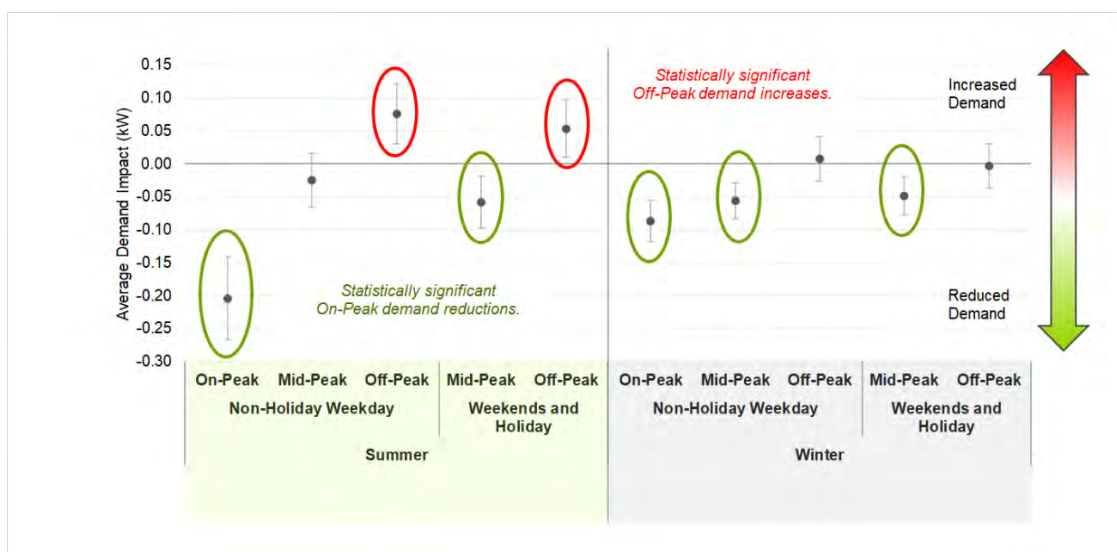 0.15
0.10
0.05
0.00
-0.05
-0.10
-0.15
-0.20
-0.25
-0.30
Average Demand Impact (kW)
Statistically significant
Off-Peak demand increases.
Increased
Demand
Statistically significant
On-Peak demand reductions.
Reduced
Demand
On-Peak Mid-Peak Off-Peak Mid-Peak Off-Peak On-Peak Mid-Peak Off-Peak Mid-Peak Off-Peak
Non-Holiday Weekday Weekends and Holiday Non-Holiday Weekday Weekends and Holiday
Summer Winter